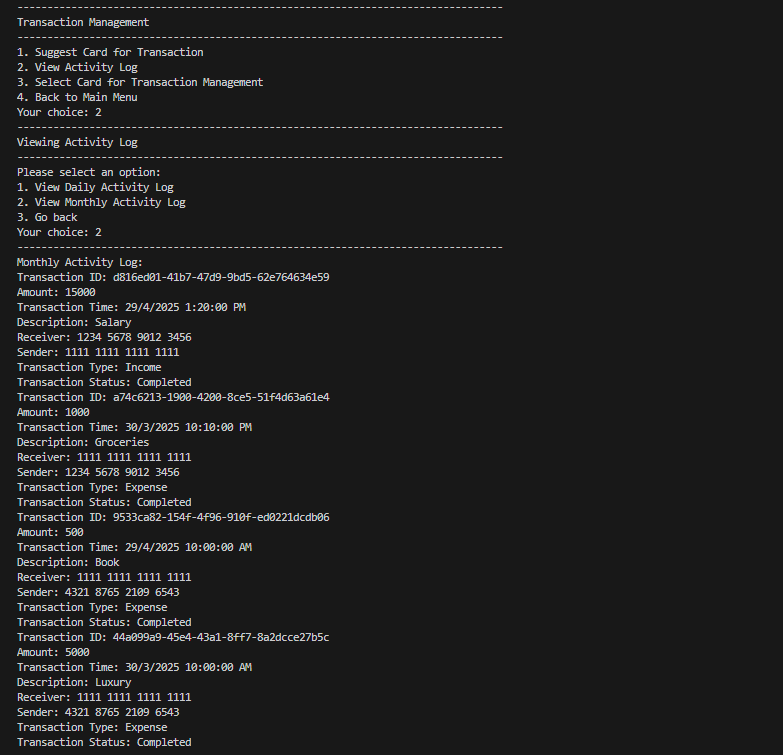 ---------------------------------------------------------------------------------
Transaction Management
---------------------------------------------------------------------------------
1. Suggest Card for Transaction
2. View Activity Log
3. Select Card for Transaction Management
4. Back to Main Menu
Your choice: 2
---------------------------------------------------------------------------------
Viewing Activity Log
---------------------------------------------------------------------------------
Please select an option:
1. View Daily Activity Log
2. View Monthly Activity Log
3. Go back
Your choice: 2
---------------------------------------------------------------------------------
Monthly Activity Log:
Transaction ID: d816ed01-41b7-47d9-9bd5-62e764634e59
Amount: 15000
Transaction Time: 29/4/2025 1:20:00 PM
Description: Salary
Receiver: 1234 5678 9012 3456
Sender: 1111 1111 1111 1111
Transaction Type: Income
Transaction Status: Completed
Transaction ID: a74c6213-1900-4200-8ce5-51f4d63a61e4
Amount: 1000
Transaction Time: 30/3/2025 10:10:00 PM
Description: Groceries
Receiver: 1111 1111 1111 1111
Sender: 1234 5678 9012 3456
Transaction Type: Expense
Transaction Status: Completed
Transaction ID: 9533ca82-154f-4f96-910f-ed0221dcdb06
Amount: 500
Transaction Time: 29/4/2025 10:00:00 AM
Description: Book
Receiver: 1111 1111 1111 1111
Sender: 4321 8765 2109 6543
Transaction Type: Expense
Transaction Status: Completed
Transaction ID: 44a099a9-45e4-43a1-8ff7-8a2dcce27b5c
Amount: 5000
Transaction Time: 30/3/2025 10:00:00 AM
Description: Luxury
Receiver: 1111 1111 1111 1111
Sender: 4321 8765 2109 6543
Transaction Type: Expense
Transaction Status: Completed